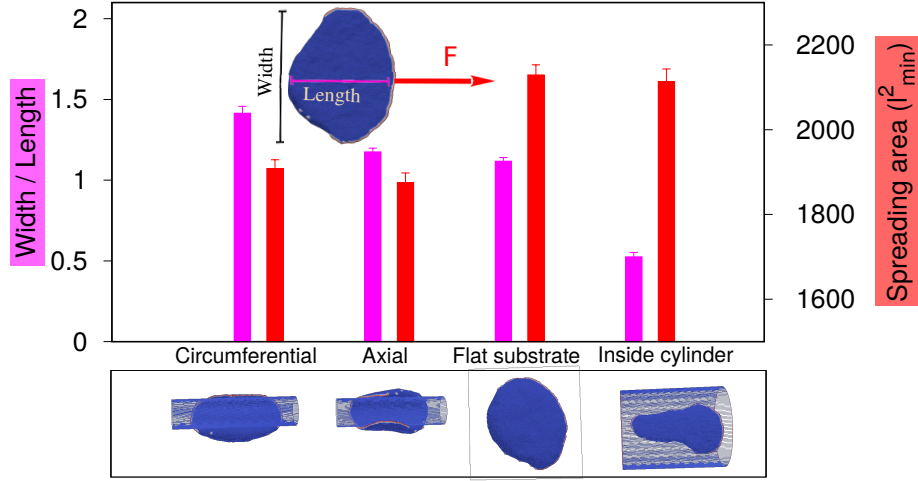 Width / Length
2
1.5
1
0.5
0
Width
Length
F
2200
2000
1800
1600
Spreading area (l²min)
Circumferential
Axial
Flat substrate
Inside cylinder